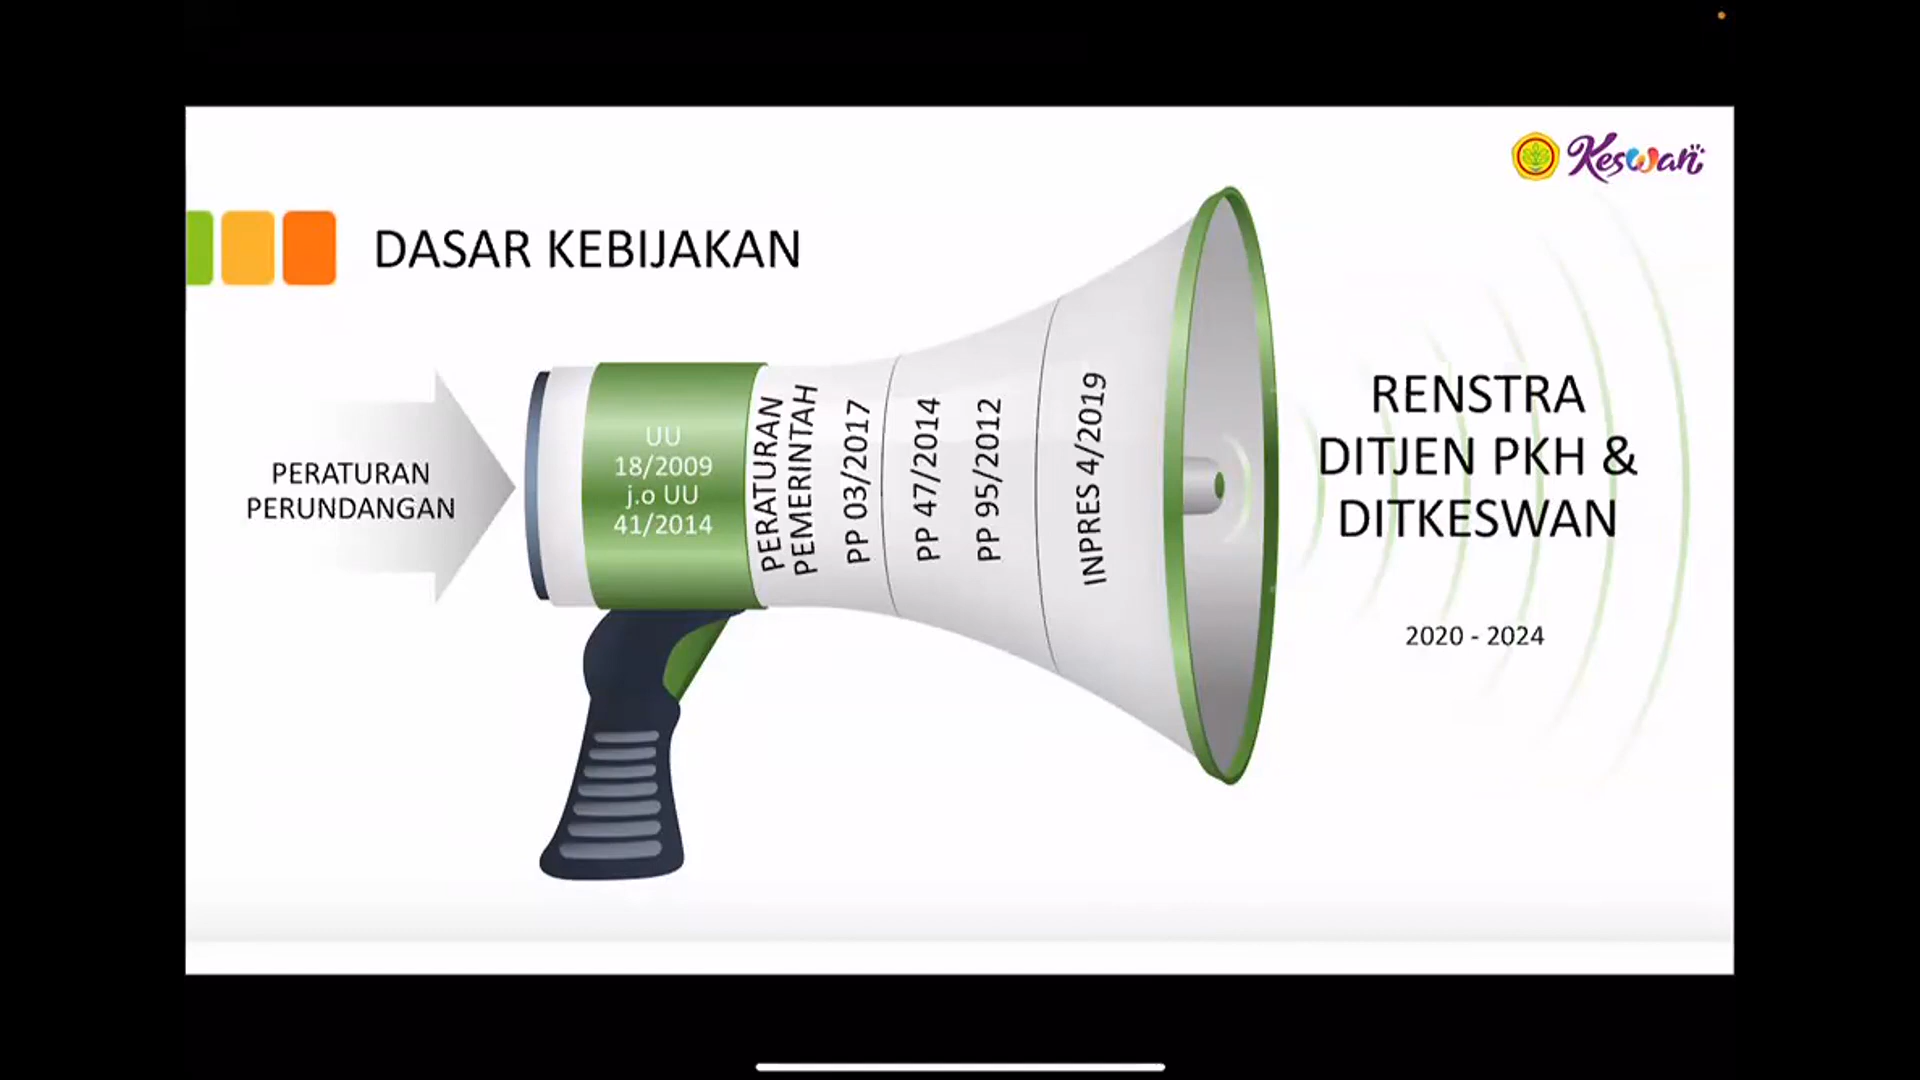 Keswan
DASAR KEBIJAKAN
PERATURAN
PERUNDANGAN
UU
18/2009
j.o UU
41/2014
PERATURAN
PEMERINTAH
PP 03/2017
PP 47/2014
PP 95/2012
INPRES 4/2019
RENSTRA
DITJEN PKH &
DITKESWAN
2020 - 2024